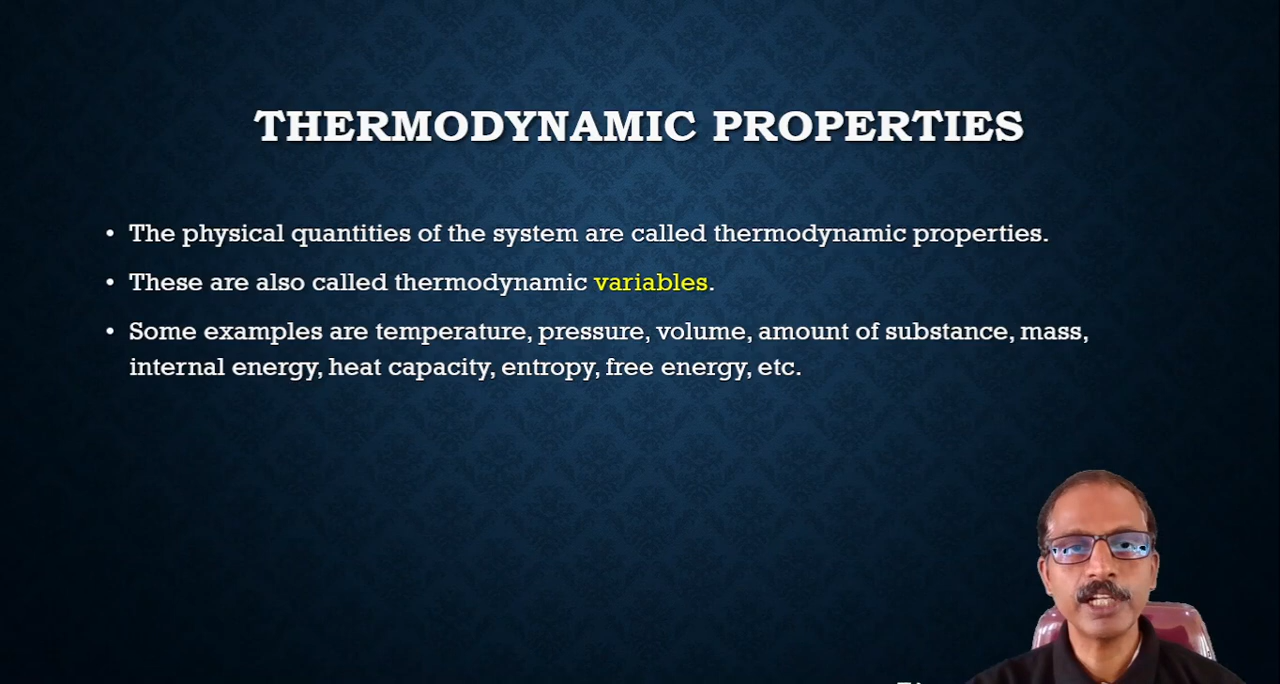 THERMODYNAMIC PROPERTIES
• The physical quantities of the system are called thermodynamic properties.
• These are also called thermodynamic variables.
• Some examples are temperature, pressure, volume, amount of substance, mass,
internal energy, heat capacity, entropy, free energy, etc.